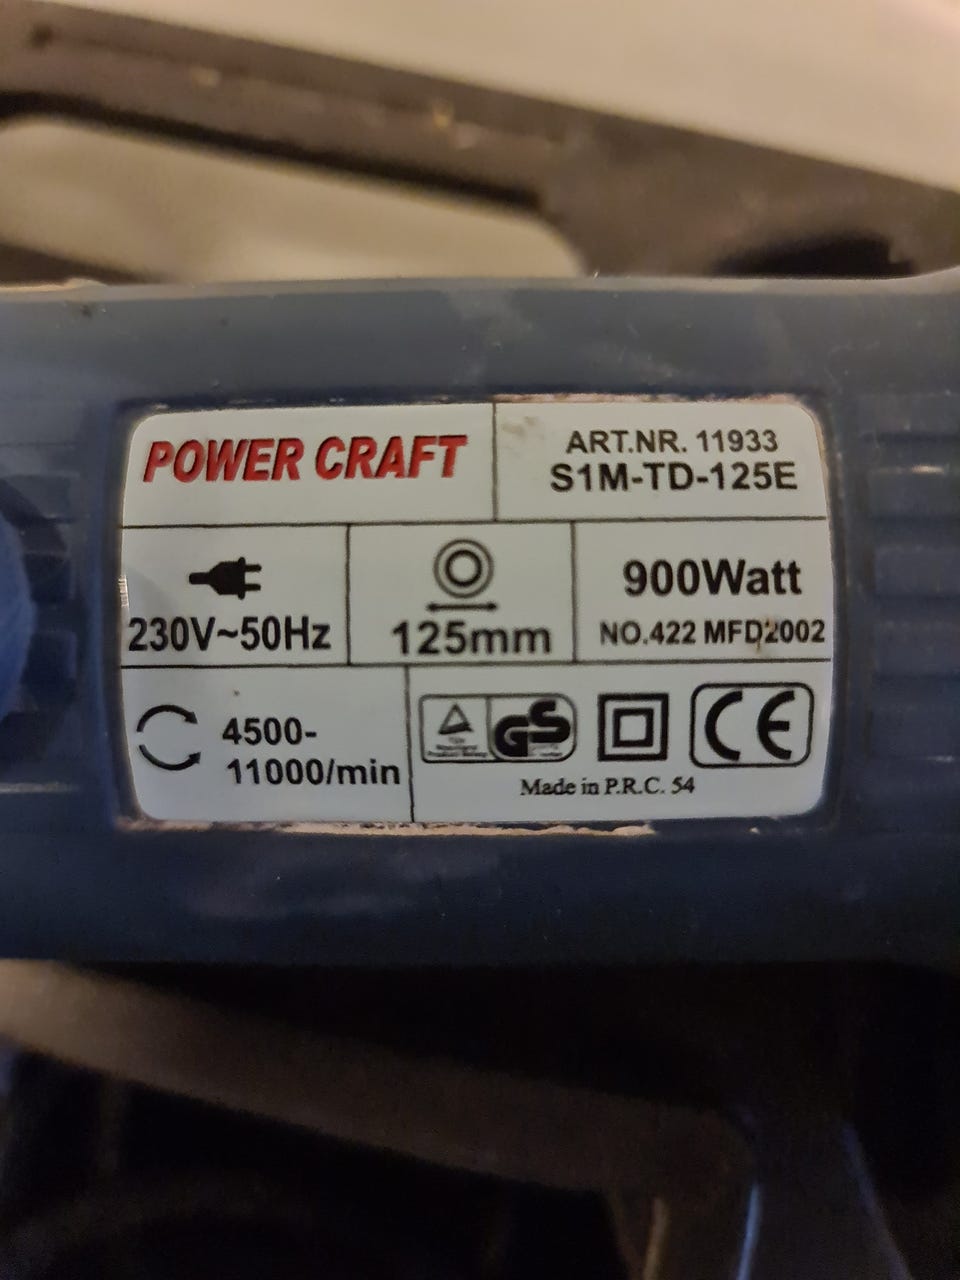 POWER CRAFT
ART.NR. 11933
S1M-TD-125E
230V~50Hz
125mm
900Watt
NO.422 MFD2002
4500-
11000/min
GS
CE
Made in P.R.C. 54